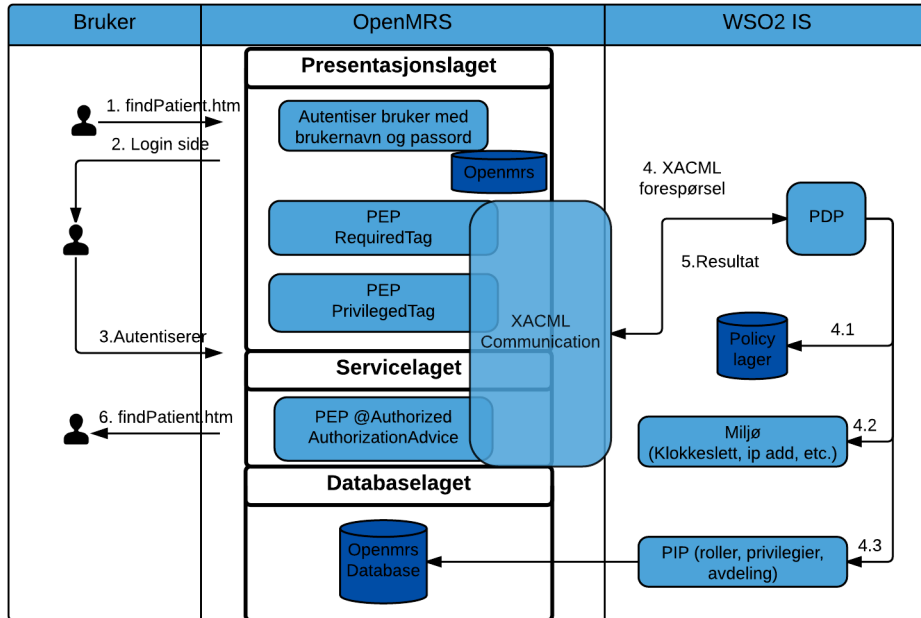 Bruker
OpenMRS
WSO2 IS
Presentasjonslaget
1. findPatient.htm
Autentiser bruker med
brukernavn og passord
2. Login side
Openmrs
4. XACML
forespørsel
PEP
RequiredTag
PDP
5.Resultat
PEP
PrivilegedTag
XACML
Communication
3.Autentiserer
4.1
Policy
lager
Servicelaget
6. findPatient.htm
PEP @Authorized
AuthorizationAdvice
4.2
Miljø
(Klokkeslett, ip add, etc.)
Databaselaget
Openmrs
Database
4.3
PIP (roller, privilegier,
avdeling)